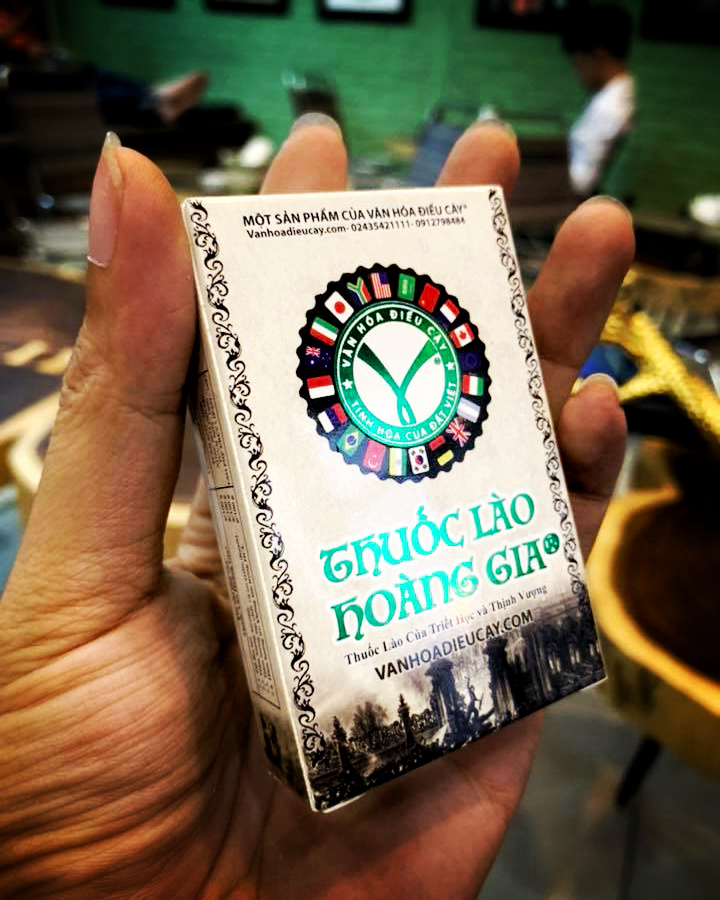 MỘT SẢN PHẨM CỦA VĂN HÓA ĐIẾU CÀY®
Vanhoadieucay.com- 02435421111- 0912798484
VĂN HÓA ĐIẾU CÀY
®
TINH HÓA CỦA ĐẤT VIỆT
THUỐC LÀO
HOÀNG GIA®
Thuốc Lào Của Triết Học và Thịnh Vượng
VANHOADIEUCAY.COM